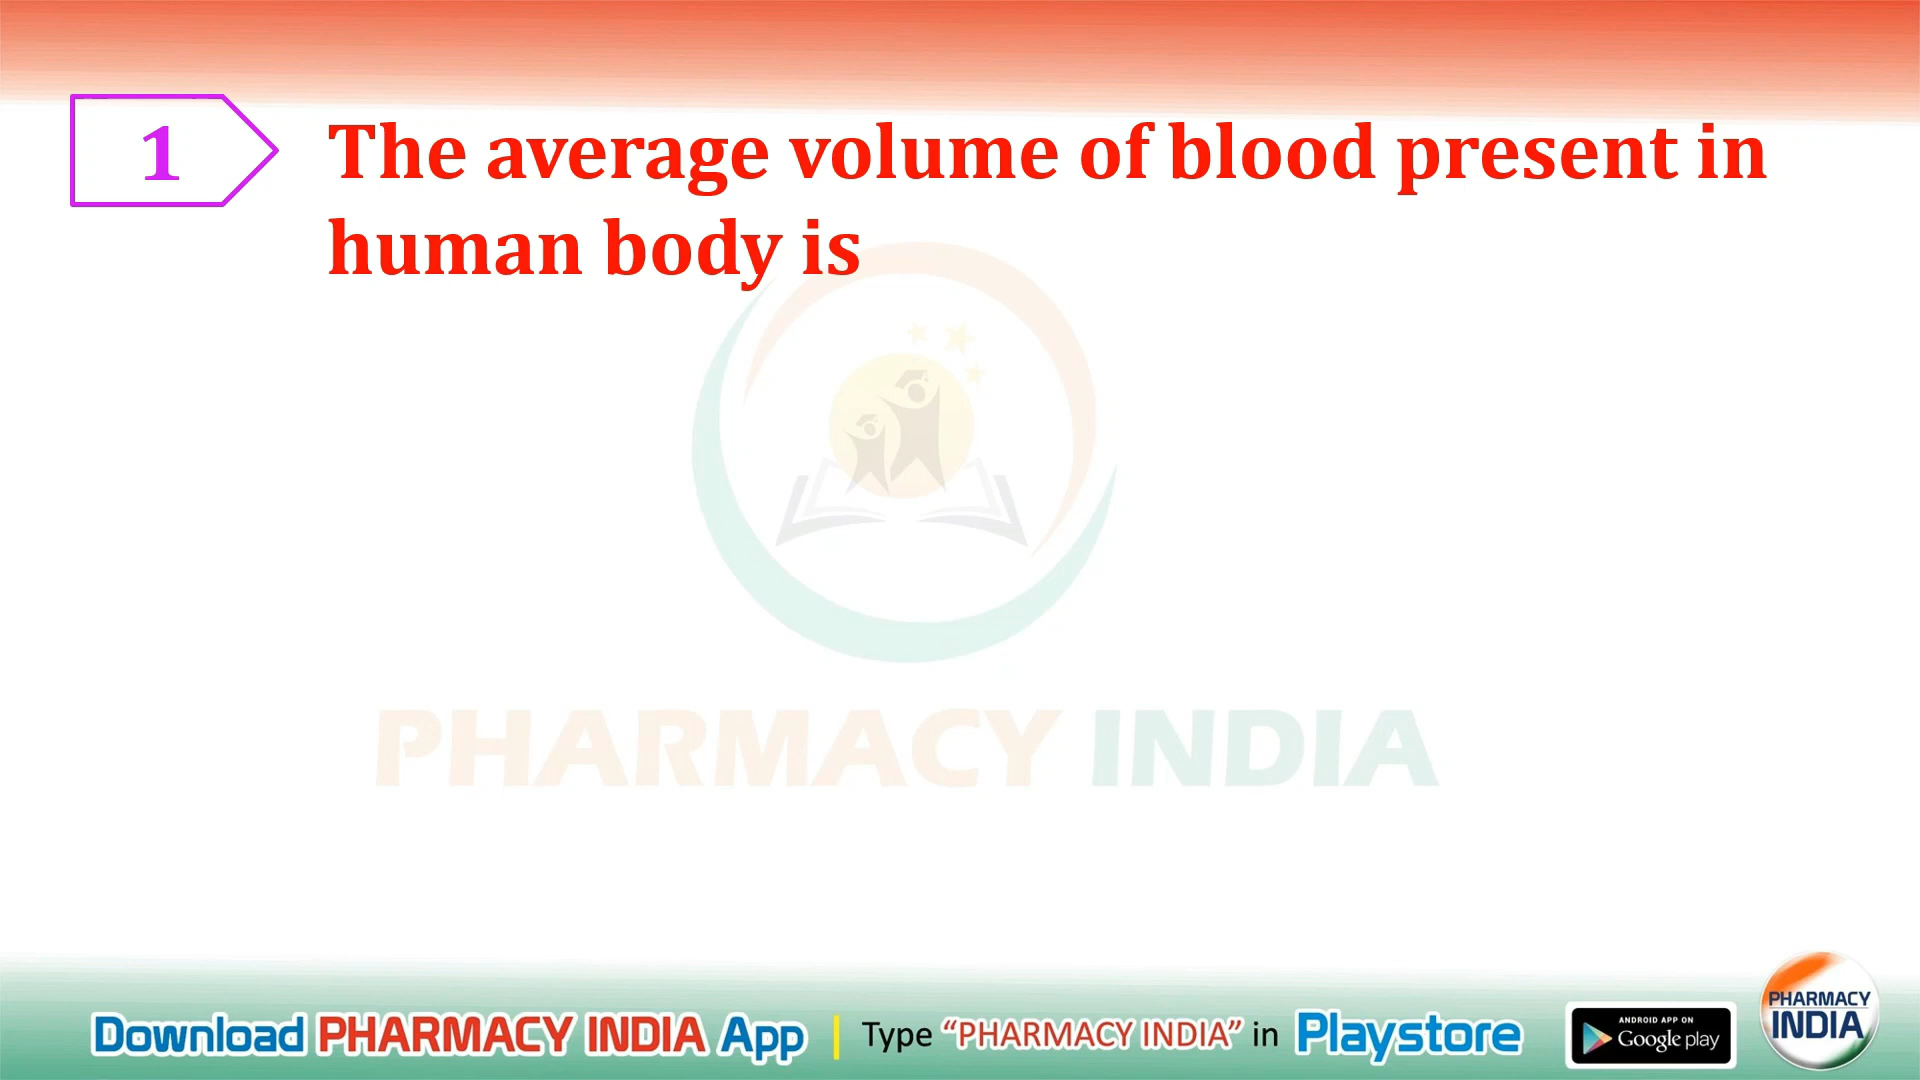 1
The average volume of blood present in
human body is
PHARMACY INDIA
Download PHARMACY INDIA App | Type “PHARMACY INDIA” in Playstore
ANDROID APP ON
Google play
PHARMACY
INDIA